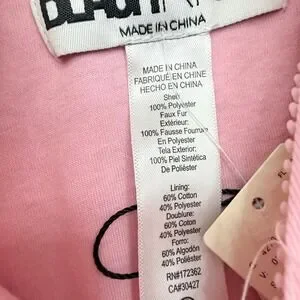 MADE IN CHINA
MADE IN CHINA
FABRIQUÉ EN CHINE
HECHO EN CHINA
Shell:
100% Polyester
Faux Fur
Extérieur:
100% Fausse Fourrure
En Polyester
Tela Exterior:
100% Piel Sintética
De Poliéster
Lining:
60% Cotton
40% Polyester
Doublure:
60% Cotton
40% Polyester
Forro:
60% Algodón
40% Poliéster
RN#172362
CA#30427